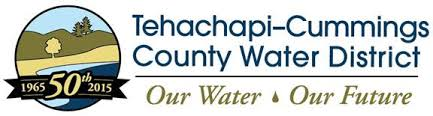 Tehachapi–Cummings
County Water District
Our Water Our Future
1965 50th 2015